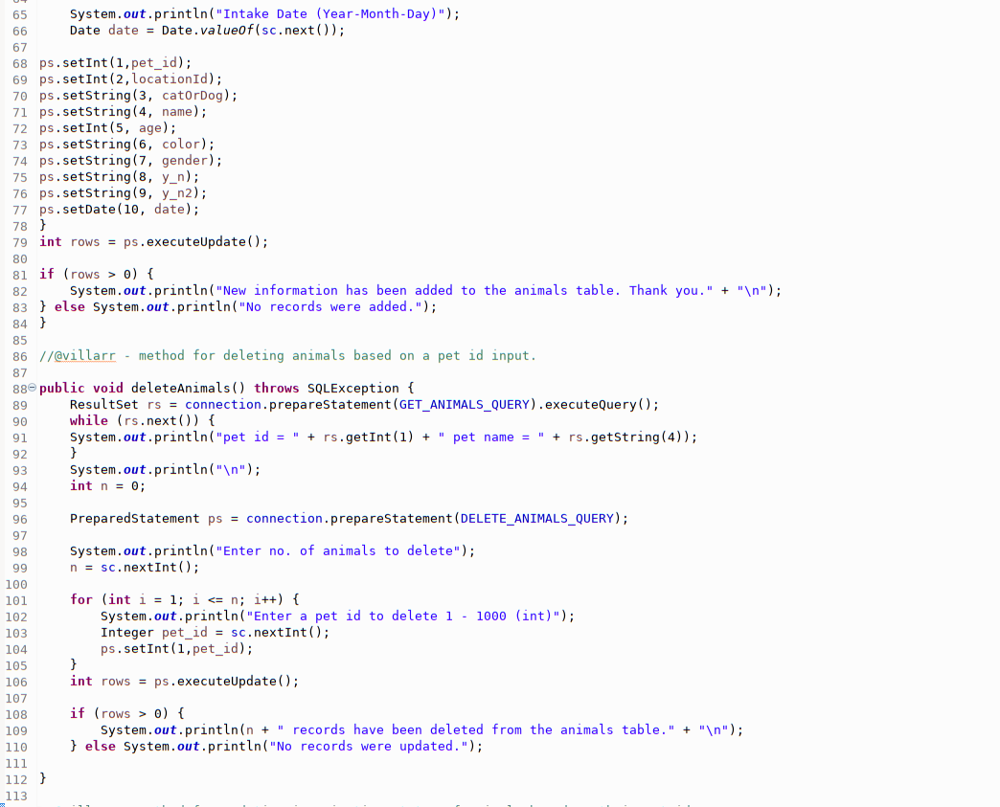 65 System.out.println("Intake Date (Year-Month-Day)");
66 Date date = Date.valueOf(sc.next());
67
68 ps.setInt(1,pet_id);
69 ps.setInt(2,locationId);
70 ps.setString(3, catOrDog);
71 ps.setString(4, name);
72 ps.setInt(5, age);
73 ps.setString(6, color);
74 ps.setString(7, gender);
75 ps.setString(8, y_n);
76 ps.setString(9, y_n2);
77 ps.setDate(10, date);
78 }
79 int rows = ps.executeUpdate();
80
81 if (rows > 0) {
82 System.out.println("New information has been added to the animals table. Thank you." + "\n");
83 } else System.out.println("No records were added.");
84 }
85
86 //@villarr - method for deleting animals based on a pet id input.
87
88 public void deleteAnimals() throws SQLException {
89 ResultSet rs = connection.prepareStatement(GET_ANIMALS_QUERY).executeQuery();
90 while (rs.next()) {
91 System.out.println("pet id = " + rs.getInt(1) + " pet name = " + rs.getString(4));
92 }
93 System.out.println("\n");
94 int n = 0;
95
96 PreparedStatement ps = connection.prepareStatement(DELETE_ANIMALS_QUERY);
97
98 System.out.println("Enter no. of animals to delete");
99 n = sc.nextInt();
100
101 for (int i = 1; i <= n; i++) {
102 System.out.println("Enter a pet id to delete 1 - 1000 (int)");
103 Integer pet_id = sc.nextInt();
104 ps.setInt(1,pet_id);
105 }
106 int rows = ps.executeUpdate();
107
108 if (rows > 0) {
109 System.out.println(n + " records have been deleted from the animals table." + "\n");
110 } else System.out.println("No records were updated.");
111
112 }
113